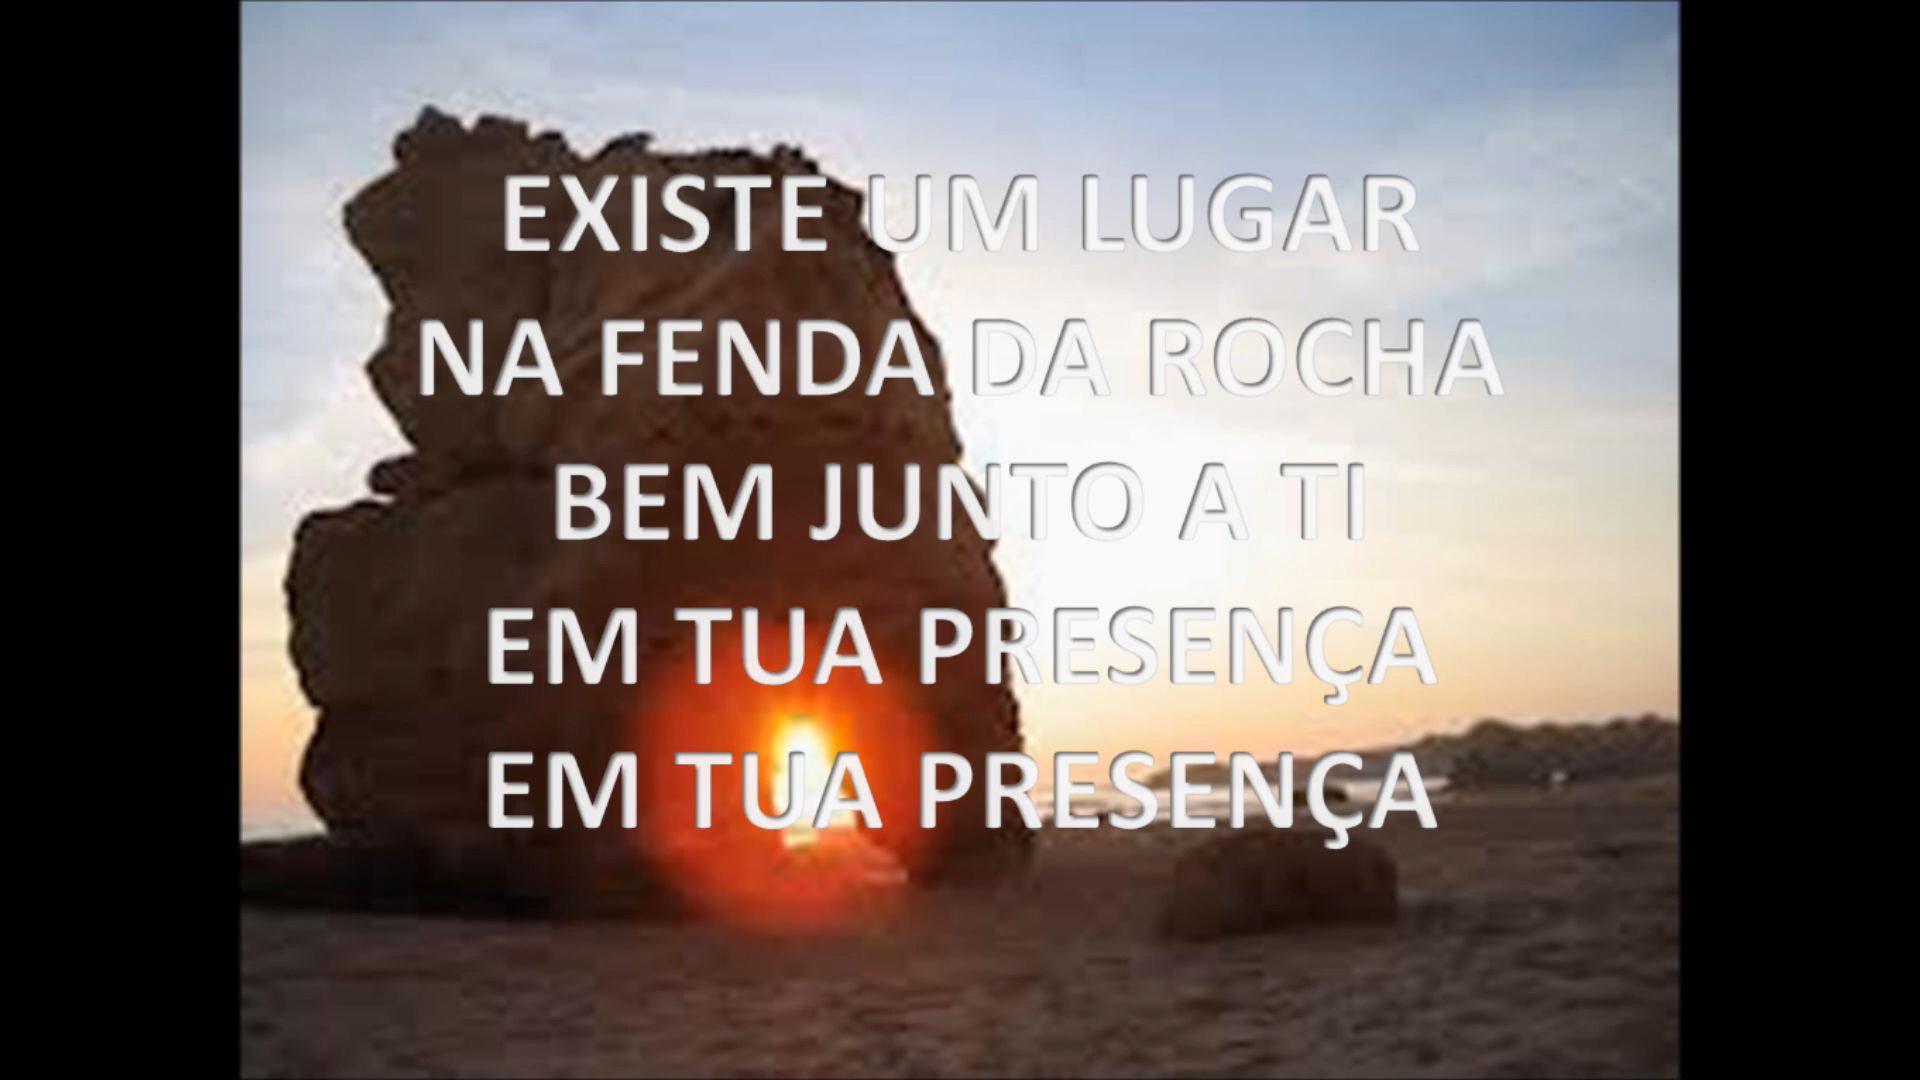 EXISTE UM LUGAR
NA FENDA DA ROCHA
BEM JUNTO A TI
EM TUA PRESENÇA
EM TUA PRESENÇA